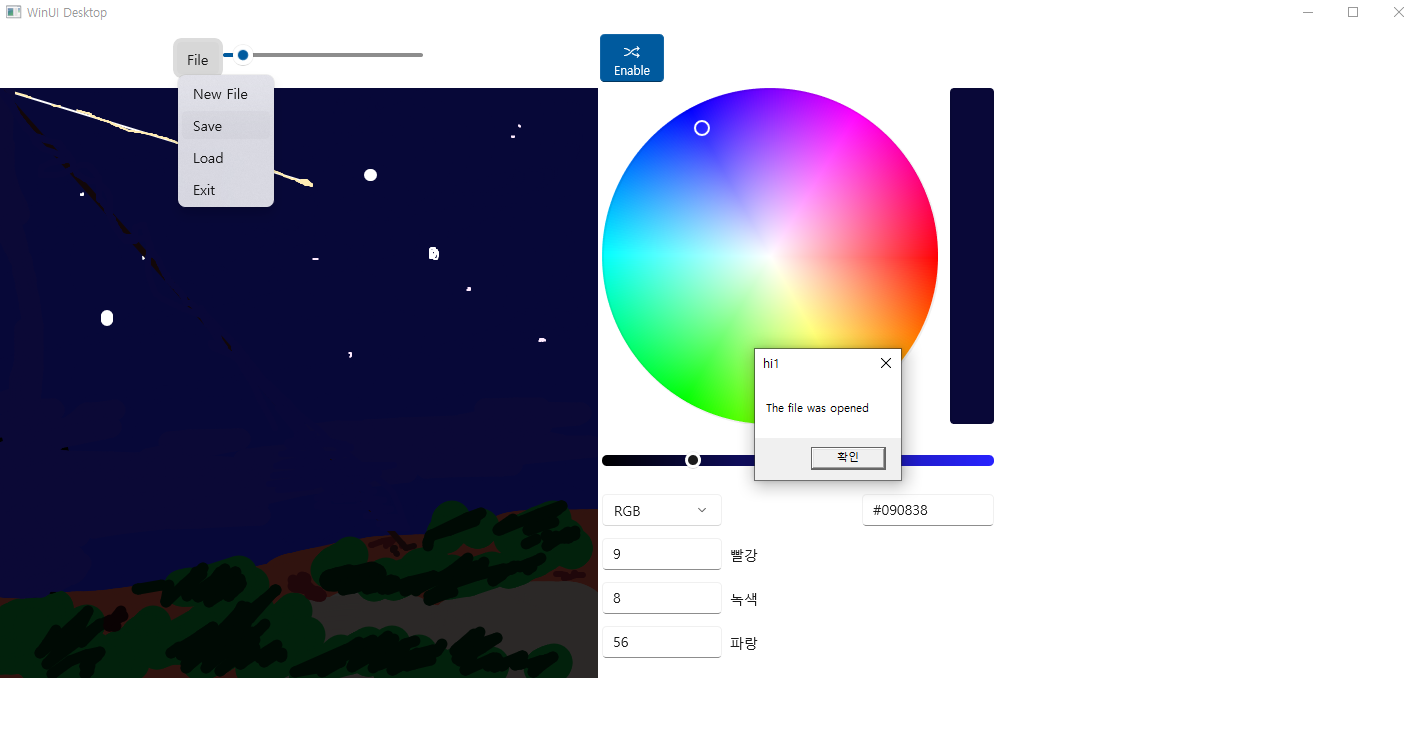 WinUI Desktop
File
Enable
New File
Save
Load
Exit
hi1
The file was opened
확인
RGB
#090838
9
빨강
8
녹색
56
파랑